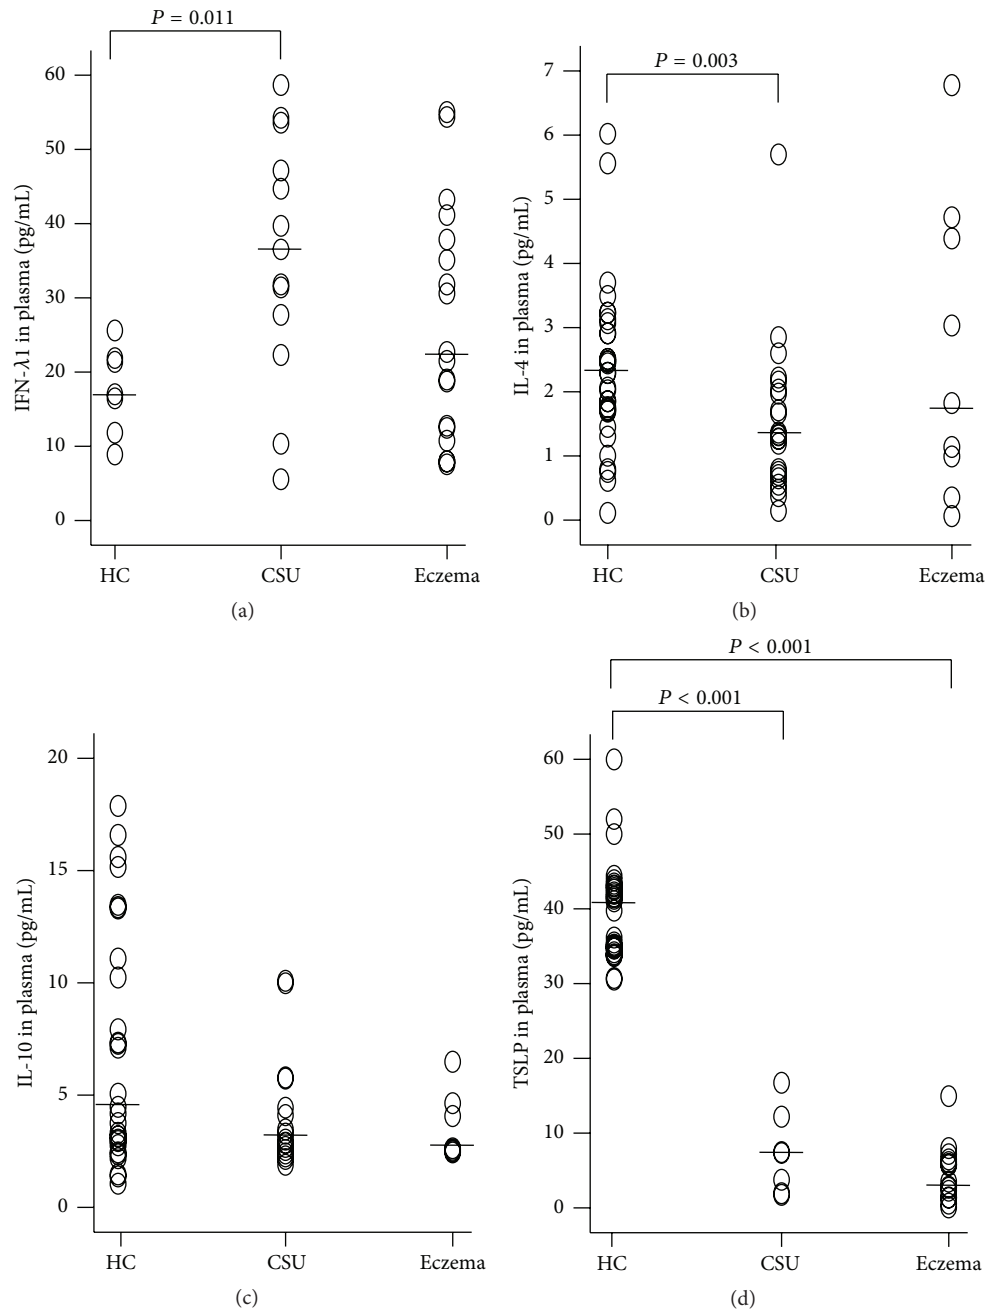 P = 0.011
60
50
40
30
20
10
0
IFN-λ1 in plasma (pg/mL)
HC CSU Eczema
(a)
P = 0.003
7
6
5
4
3
2
1
0
IL-4 in plasma (pg/mL)
HC CSU Eczema
(b)
20
15
10
5
0
IL-10 in plasma (pg/mL)
HC CSU Eczema
(c)
P < 0.001
P < 0.001
60
50
40
30
20
10
0
TSLP in plasma (pg/mL)
HC CSU Eczema
(d)